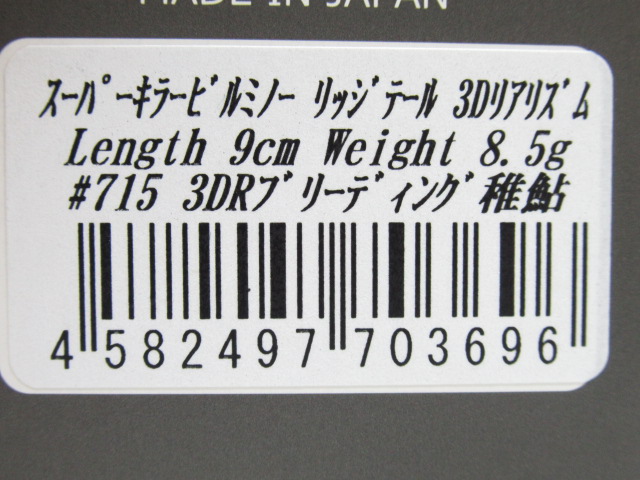 MADE IN JAPAN
スーパーキラービルミノー リッジテール 3Dリアリズム
Length 9cm Weight 8.5g
#715 3DRブリーディング稚鮎
4 582497 703696